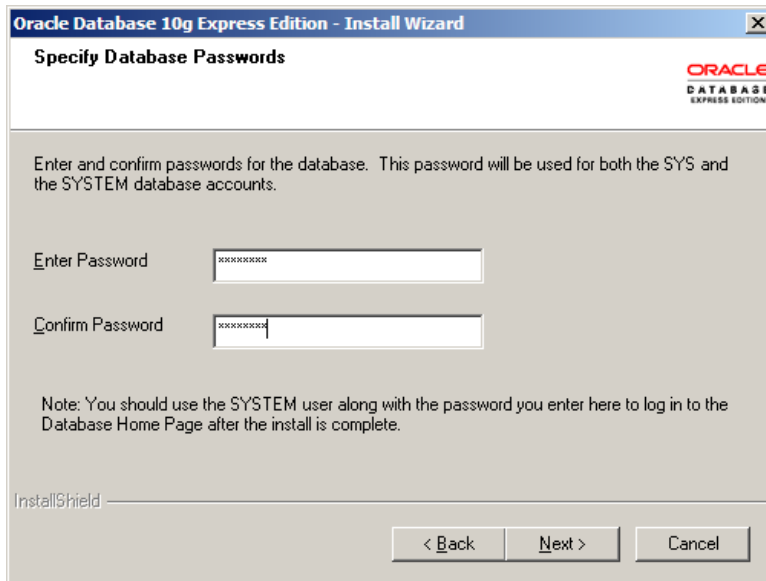 Oracle Database 10g Express Edition - Install Wizard
Specify Database Passwords
ORACLE
DATABASE
EXPRESS EDITION
Enter and confirm passwords for the database. This password will be used for both the SYS and
the SYSTEM database accounts.
Enter Password
××××××××
Confirm Password
××××××××
Note: You should use the SYSTEM user along with the password you enter here to log in to the
Database Home Page after the install is complete.
InstallShield
< Back
Next >
Cancel